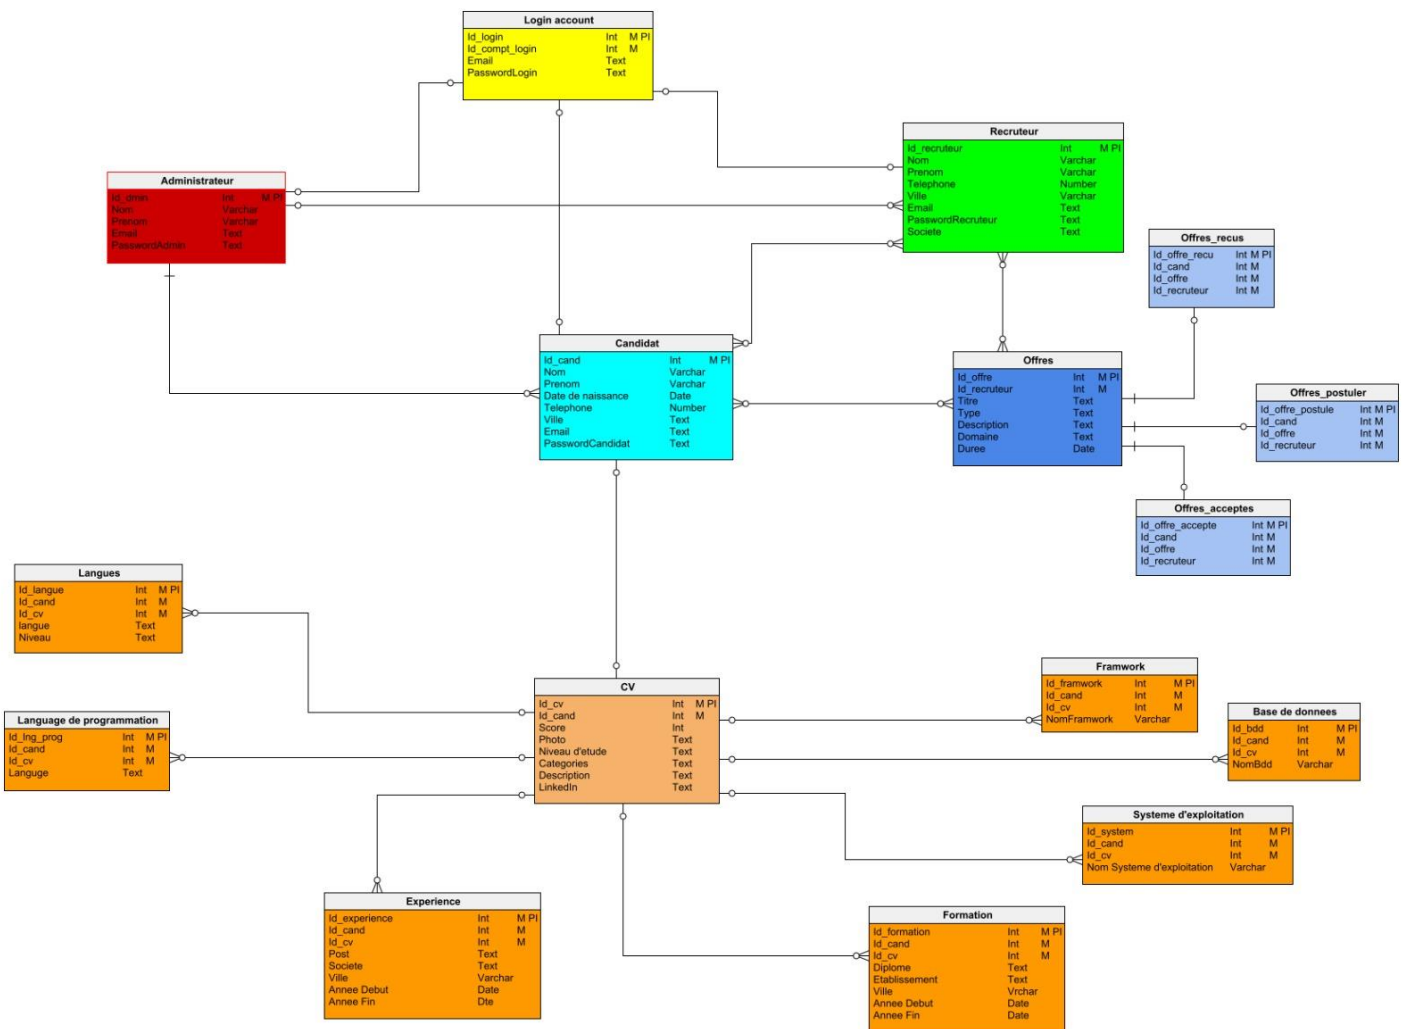 Login account
Id_login Int M PI
Id_compt_login Int M
Email Text
PasswordLogin Text
Recruteur
Id_recruteur Int M PI
Nom Varchar
Prenom Varchar
Telephone Number
Ville Varchar
Email Text
PasswordRecruteur Text
Societe Text
Administrateur
Id_dmin Int M PI
Nom Varchar
Prenom Varchar
Email Text
PasswordAdmin Text
Offres_recus
Id_offre_recu Int M PI
Id_cand Int M
Id_offre Int M
Id_recruteur Int M
Candidat
Id_cand Int M PI
Nom Varchar
Prenom Varchar
Date de naissance Date
Telephone Number
Ville Text
Email Text
PasswordCandidat Text
Offres
Id_offre Int M PI
Id_recruteur Int M
Titre Text
Type Text
Description Text
Domaine Text
Duree Date
Offres_postuler
Id_offre_postule Int M PI
Id_cand Int M
Id_offre Int M
Id_recruteur Int M
Offres_acceptes
Id_offre_accepte Int M PI
Id_cand Int M
Id_offre Int M
Id_recruteur Int M
Langues
Id_langue Int M PI
Id_cand Int M
Id_cv Int M
langue Text
Niveau Text
CV
Id_cv Int M PI
Id_cand Int M
Score Int
Photo Text
Niveau d'etude Text
Categories Text
Description Text
LinkedIn Text
Framwork
Id_framwork Int M PI
Id_cand Int M
Id_cv Int M
NomFramwork Varchar
Language de programmation
Id_lng_prog Int M PI
Id_cand Int M
Id_cv Int M
Languge Text
Base de donnees
Id_bdd Int M PI
Id_cand Int M
Id_cv Int M
NomBdd Varchar
Systeme d'exploitation
Id_system Int M PI
Id_cand Int M
Id_cv Int M
Nom Systeme d'exploitation Varchar
Experience
Id_experience Int M PI
Id_cand Int M
Id_cv Int M
Post Text
Societe Text
Ville Varchar
Annee Debut Date
Annee Fin Dte
Formation
Id_formation Int M PI
Id_cand Int M
Id_cv Int M
Diplome Text
Etablissement Text
Ville Vrchar
Annee Debut Date
Annee Fin Date